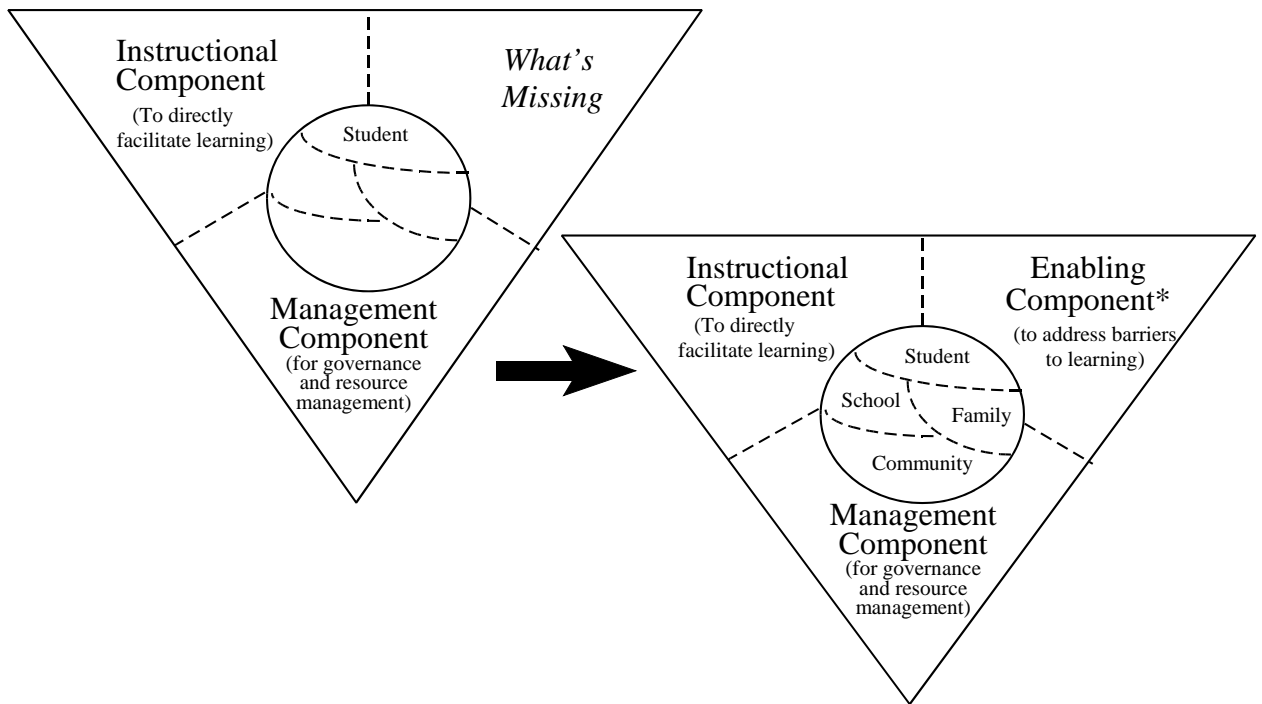 Instructional
Component
(To directly
facilitate learning)
What's
Missing
Student
Management
Component
(for governance
and resource
management)
Instructional
Component
(To directly
facilitate learning)
Enabling
Component*
(to address barriers
to learning)
Student
School
Family
Community
Management
Component
(for governance
and resource
management)